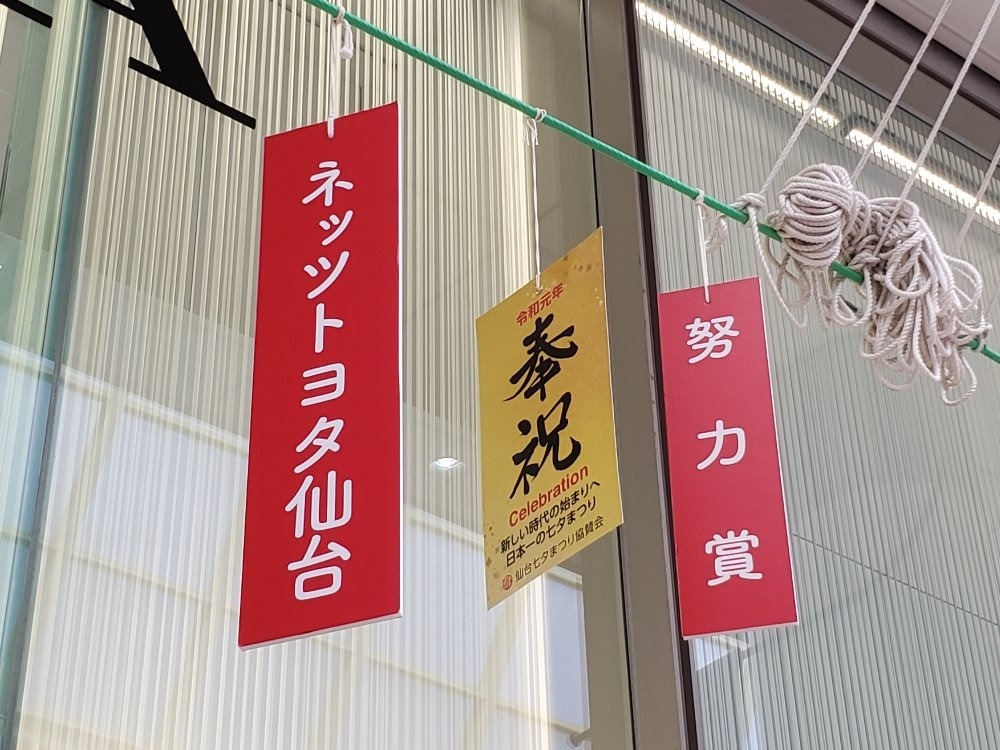 ネッツトヨタ仙台
令和元年
奉祝
Celebration
新しい時代の始まりへ
日本一の七夕まつり
仙台七夕まつり協賛会
努力賞